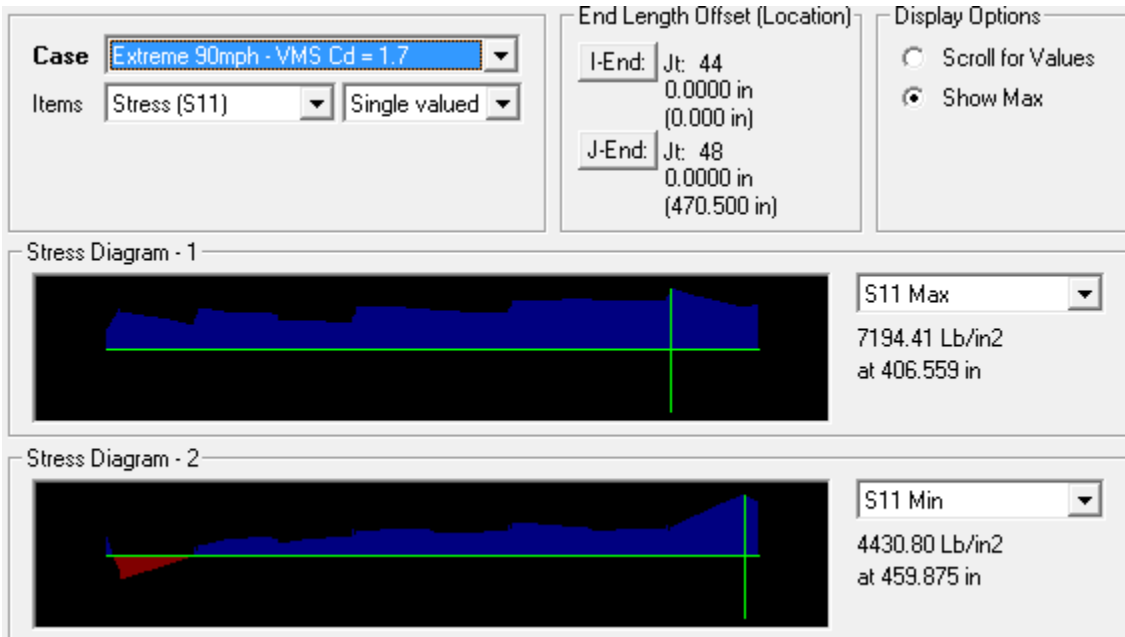 Case Extreme 90mph - VMS Cd = 1.7
Items Stress (S11) Single valued
End Length Offset (Location)
I-End: Jt: 44
0.0000 in
(0.000 in)
J-End: Jt: 48
0.0000 in
(470.500 in)
Display Options
Scroll for Values
Show Max
Stress Diagram - 1
S11 Max
7194.41 Lb/in2
at 406.559 in
Stress Diagram - 2
S11 Min
4430.80 Lb/in2
at 459.875 in